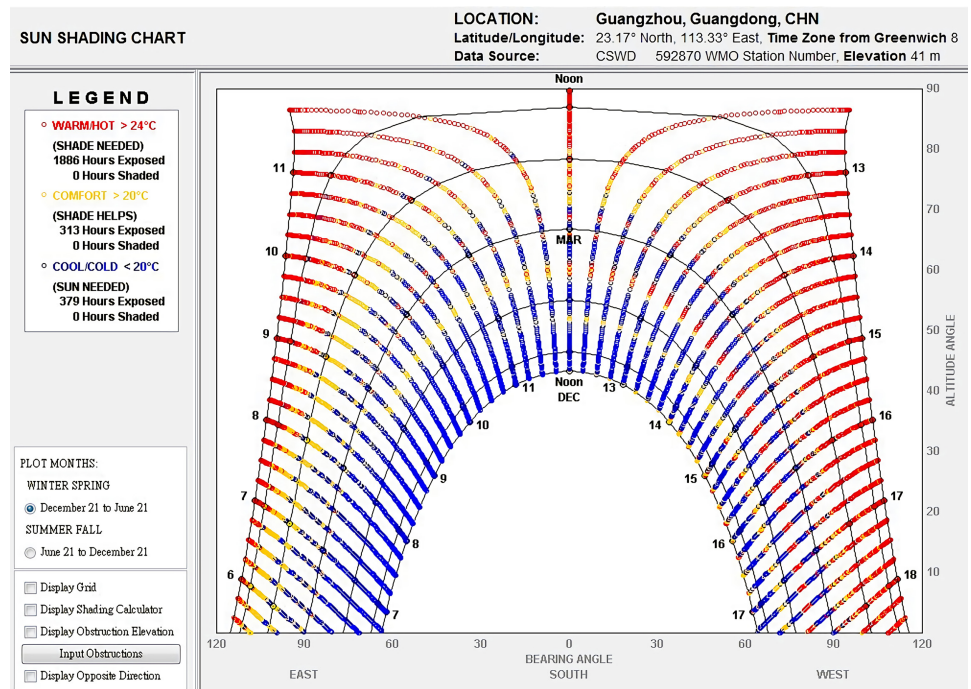 SUN SHADING CHART
LOCATION: Guangzhou, Guangdong, CHN
Latitude/Longitude: 23.17° North, 113.33° East, Time Zone from Greenwich 8
Data Source: CSWD 592870 WMO Station Number, Elevation 41 m
LEGEND
WARM/HOT > 24°C
(SHADE NEEDED)
1886 Hours Exposed
0 Hours Shaded
COMFORT > 20°C
(SHADE HELPS)
313 Hours Exposed
0 Hours Shaded
COOL/COLD < 20°C
(SUN NEEDED)
379 Hours Exposed
0 Hours Shaded
PLOT MONTHS:
WINTER SPRING
December 21 to June 21
SUMMER FALL
June 21 to December 21
Display Grid
Display Shading Calculator
Display Obstruction Elevation
Input Obstructions
Display Opposite Direction
Noon
90
80
11 13
70
MAR
10 14
60
9 15
50
Noon
11 13
DEC
40
8 10 14 16
30
9 15
7 17
20
8 16
6 18
10
7 17
120 90 60 30 0 30 60 90 120
BEARING ANGLE
EAST SOUTH WEST
ALTITUDE ANGLE